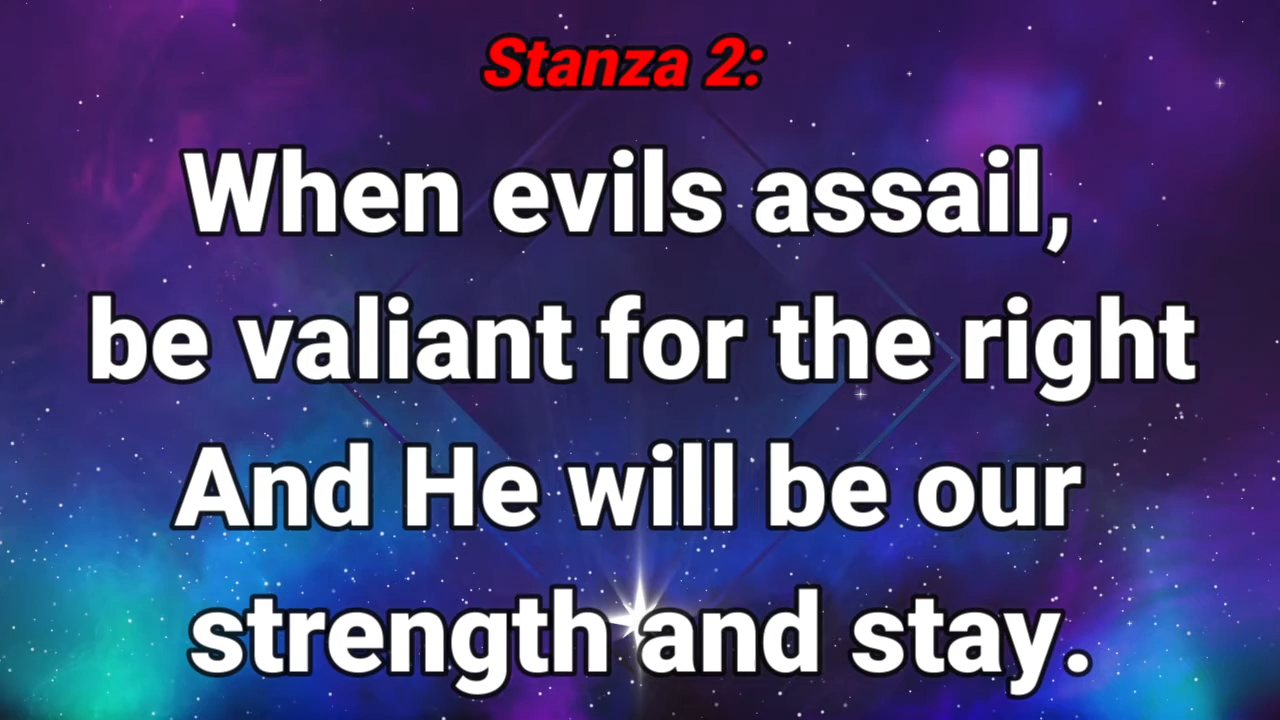 Stanza 2:
When evils assail,
be valiant for the right
And He will be our
strength and stay.